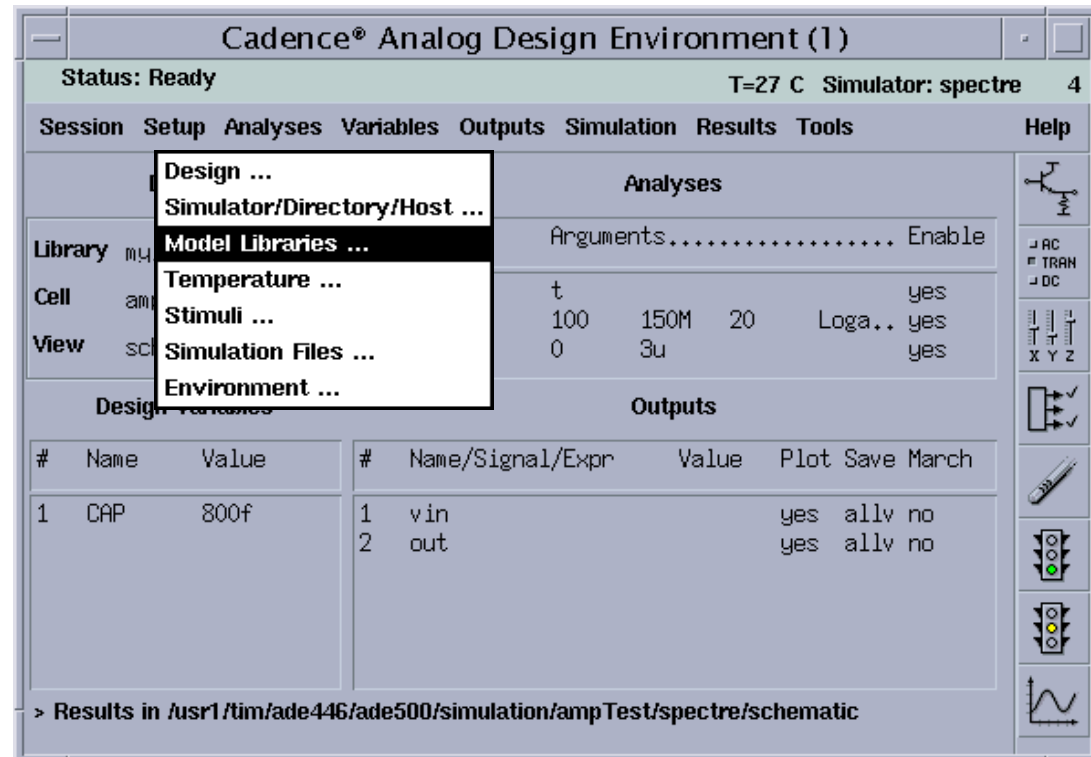 Cadence® Analog Design Environment (1)
Status: Ready T=27 C Simulator: spectre 4
Session Setup Analyses Variables Outputs Simulation Results Tools Help
Design ...
Simulator/Directory/Host ...
Model Libraries ...
Temperature ...
Stimuli ...
Simulation Files ...
Environment ...
Analyses
Library
Cell
View
Arguments................... Enable
t yes
100 150M 20 Loga.. yes
0 3u yes
AC
TRAN
DC
X Y Z
Outputs
# Name Value
1 CAP 800f
# Name/Signal/Expr Value Plot Save March
1 vin yes allv no
2 out yes allv no
> Results in /usr1/tim/ade446/ade500/simulation/ampTest/spectre/schematic